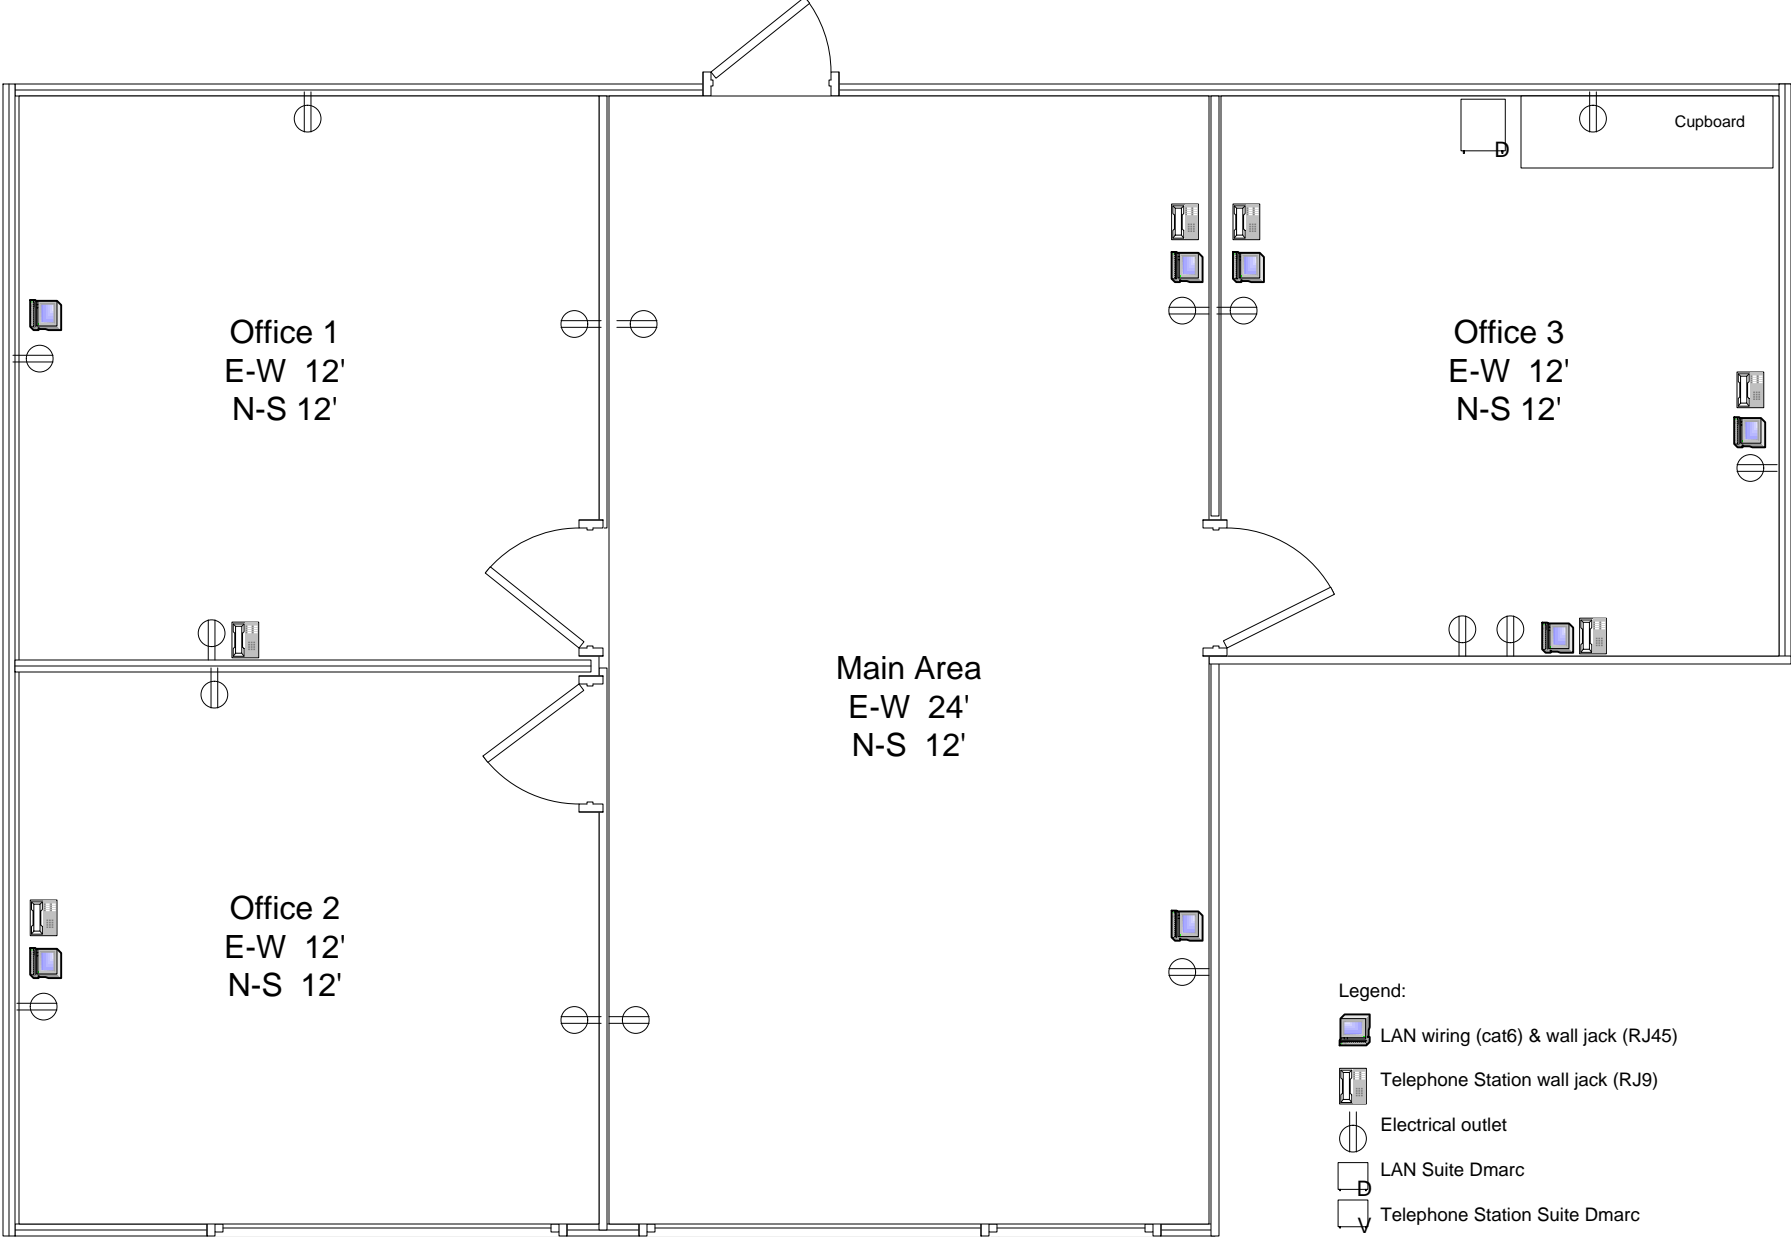 Cupboard
D
Office 1
E-W 12'
N-S 12'
Office 3
E-W 12'
N-S 12'
Main Area
E-W 24'
N-S 12'
Office 2
E-W 12'
N-S 12'
Legend:
LAN wiring (cat6) & wall jack (RJ45)
Telephone Station wall jack (RJ9)
Electrical outlet
LAN Suite Dmarc
D
Telephone Station Suite Dmarc
V